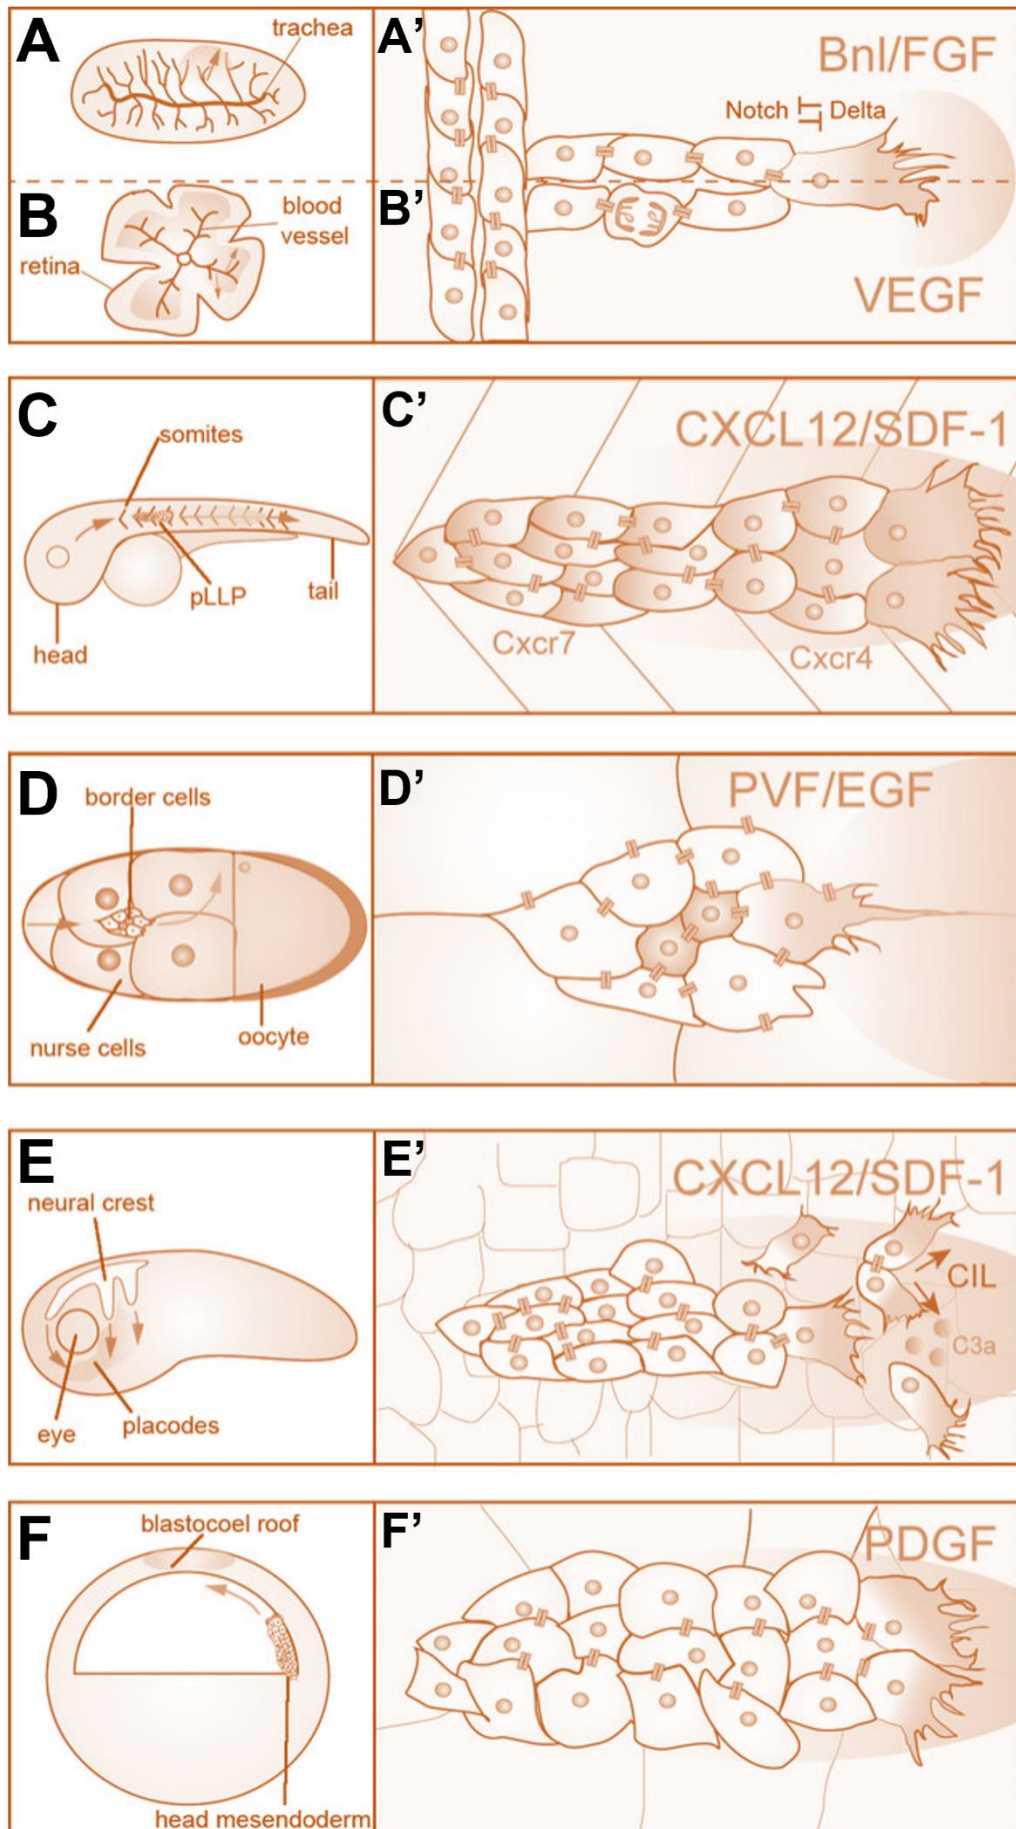 A
trachea
A’
Bnl/FGF
Notch Delta
B
blood
vessel
retina
B’
VEGF
C
somites
pLLP
tail
head
C’
CXCL12/SDF-1
Cxcr7
Cxcr4
D
border cells
nurse cells
oocyte
D’
PVF/EGF
E
neural crest
eye
placodes
E’
CXCL12/SDF-1
CIL
C3a
F
blastocoel roof
head mesendoderm
F’
PDGF